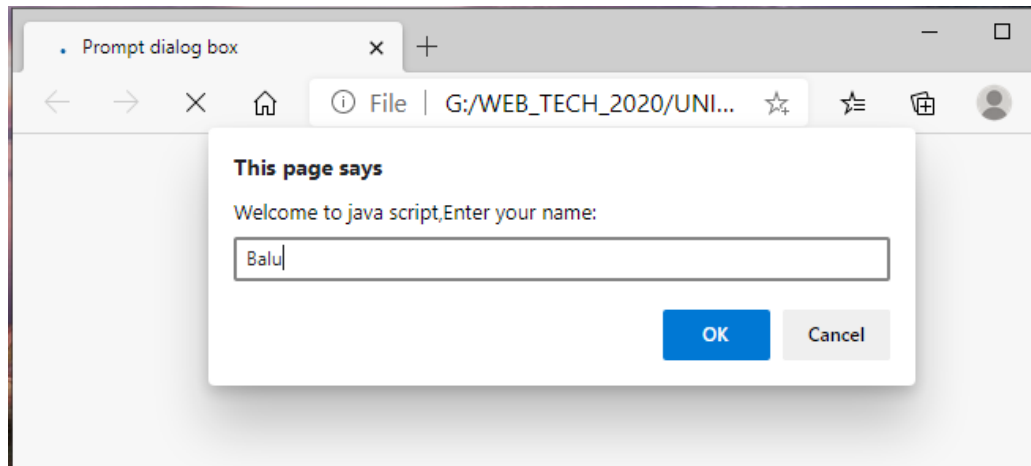 Prompt dialog box
File G:/WEB_TECH_2020/UNI...
This page says
Welcome to java script,Enter your name:
Balu
OK Cancel